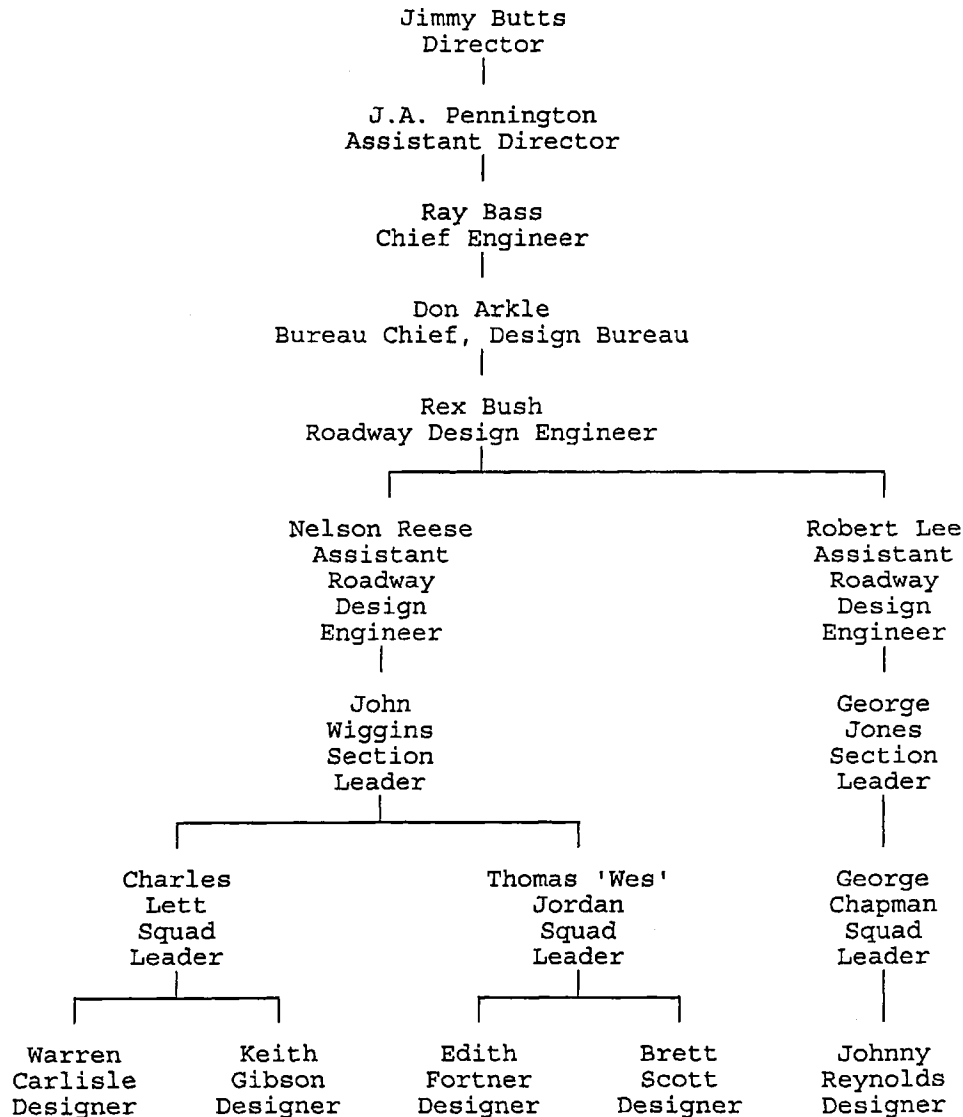 Jimmy Butts
Director
J.A. Pennington
Assistant Director
Ray Bass
Chief Engineer
Don Arkle
Bureau Chief, Design Bureau
Rex Bush
Roadway Design Engineer
Nelson Reese
Assistant
Roadway
Design
Engineer
Robert Lee
Assistant
Roadway
Design
Engineer
John
Wiggins
Section
Leader
George
Jones
Section
Leader
Charles
Lett
Squad
Leader
Thomas 'Wes'
Jordan
Squad
Leader
George
Chapman
Squad
Leader
Warren
Carlisle
Designer
Keith
Gibson
Designer
Edith
Fortner
Designer
Brett
Scott
Designer
Johnny
Reynolds
Designer